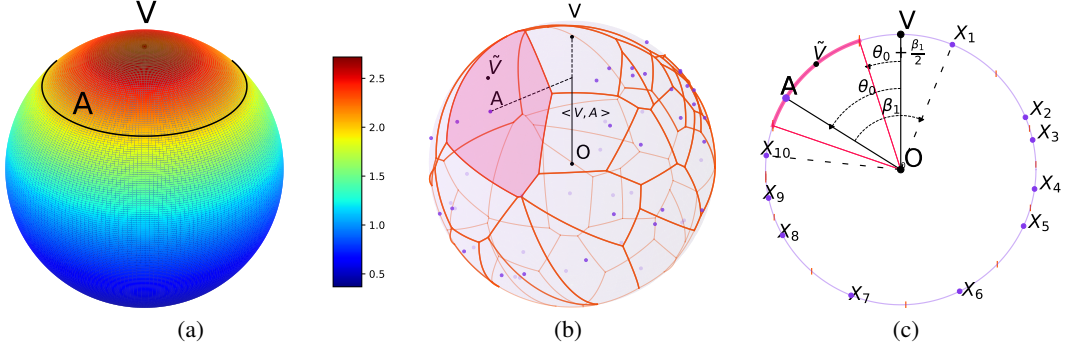 V
A
2.5
2.0
1.5
1.0
0.5
(a)
V
Ṽ
A
<V,A>
O
(b)
V
X₁
θ₀ + β₁/2
Ṽ
A
θ₀
β₁
X₂
X₃
X₁₀
O
X₉
X₄
X₈
X₅
X₇
X₆
(c)